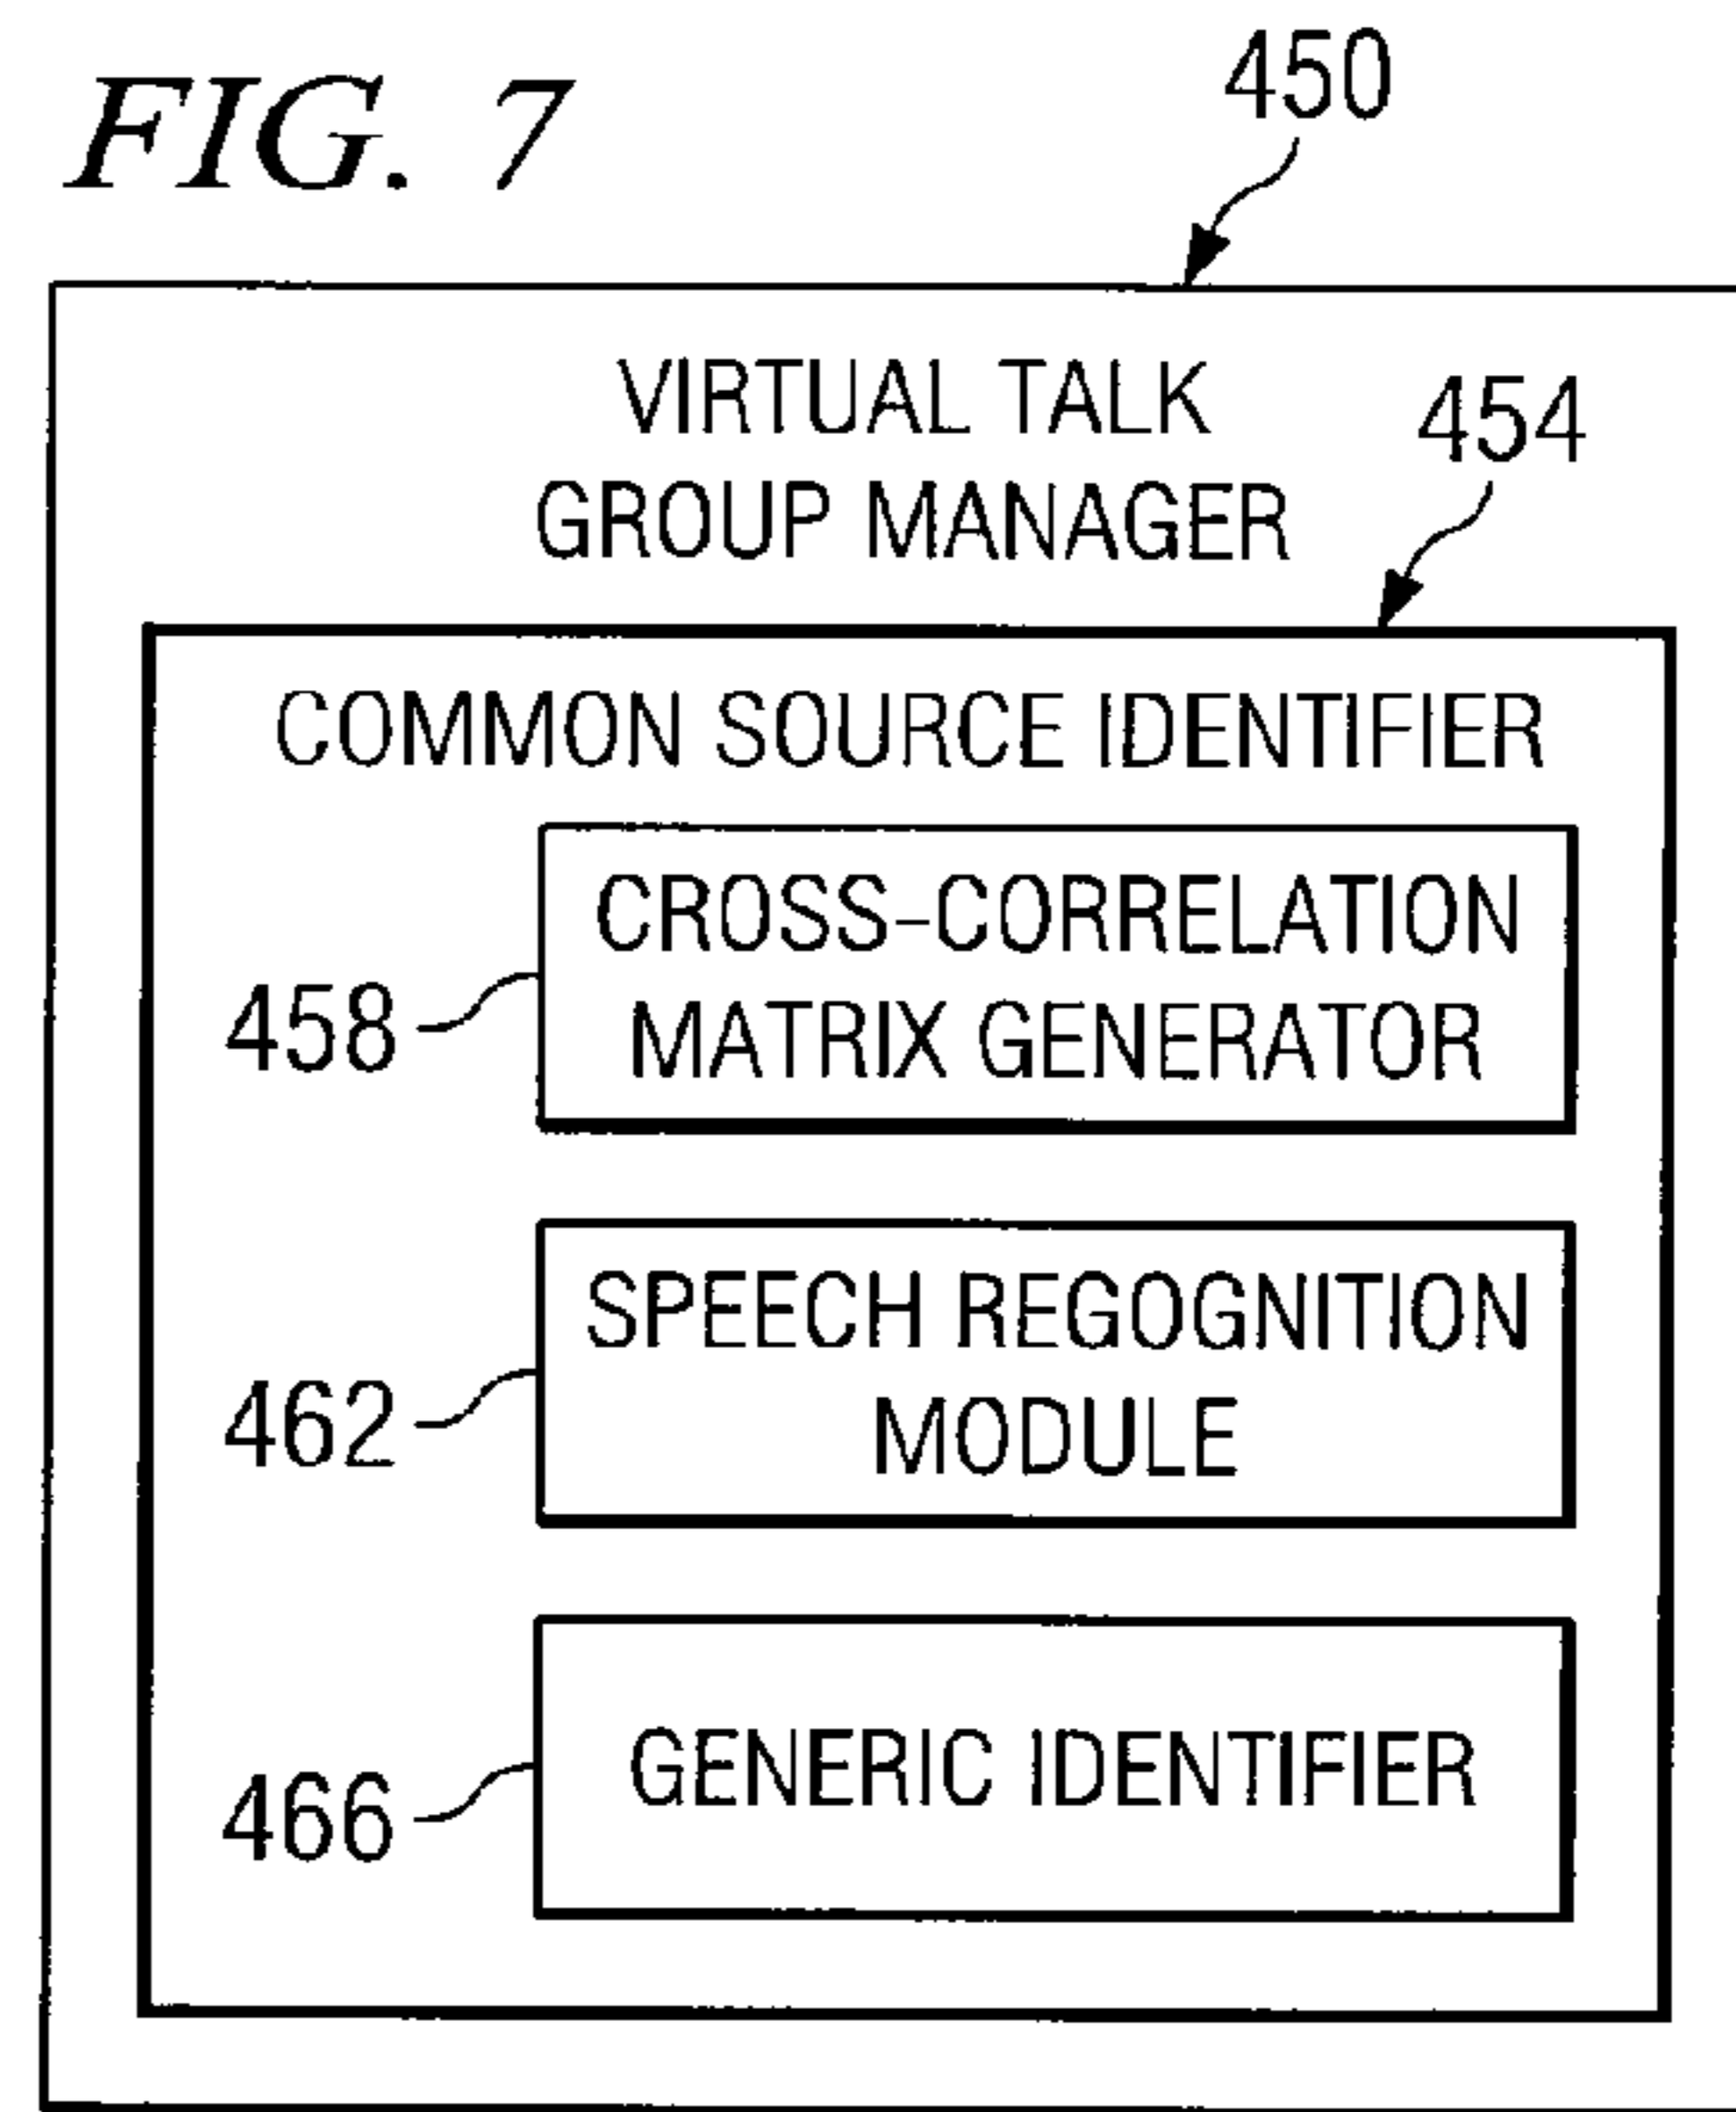 FIG. 7
450
VIRTUAL TALK
GROUP MANAGER
454
COMMON SOURCE IDENTIFIER
CROSS-CORRELATION
MATRIX GENERATOR
458
SPEECH REGOGNITION
MODULE
462
GENERIC IDENTIFIER
466